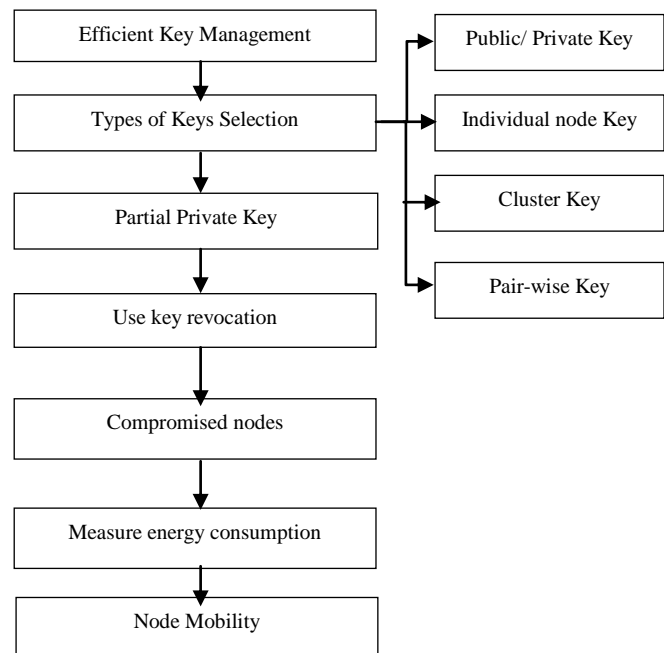 Efficient Key Management
Types of Keys Selection
Partial Private Key
Use key revocation
Compromised nodes
Measure energy consumption
Node Mobility
Public/ Private Key
Individual node Key
Cluster Key
Pair-wise Key